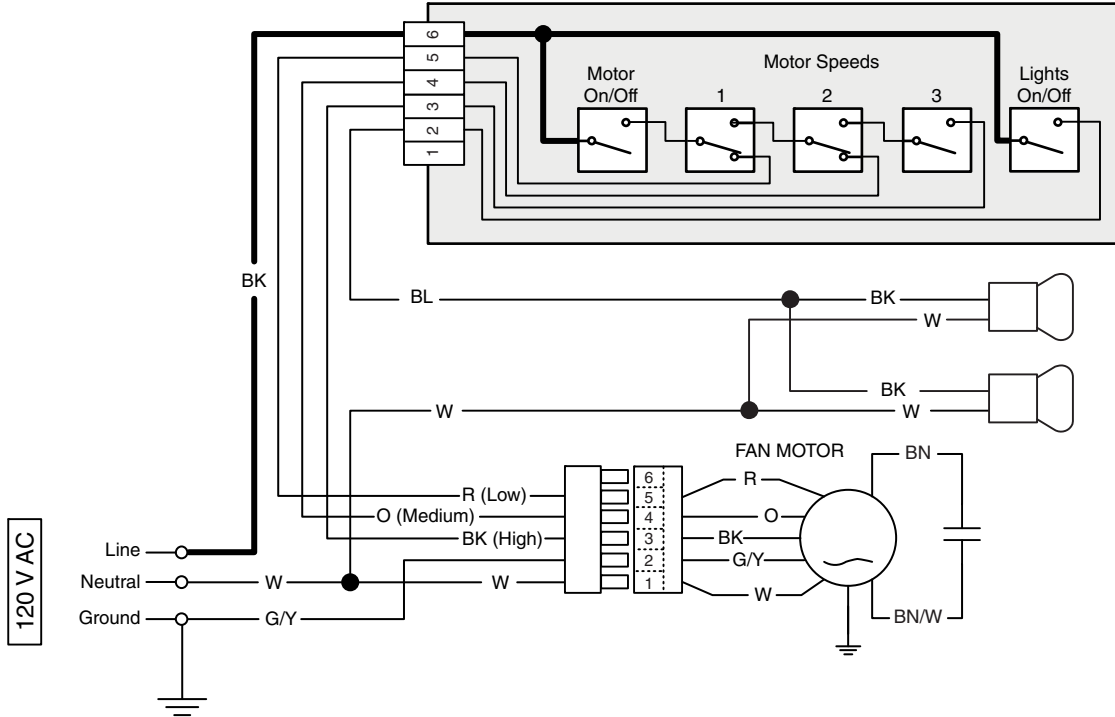 6
5
4
3
2
1
Motor
On/Off
Motor Speeds
1
2
3
Lights
On/Off
BK
BL
BK
W
BK
W
W
FAN MOTOR
BN
R (Low)
O (Medium)
BK (High)
6
5
4
3
2
1
R
O
BK
G/Y
W
BN/W
120 V AC
Line
Neutral
W
W
Ground
G/Y